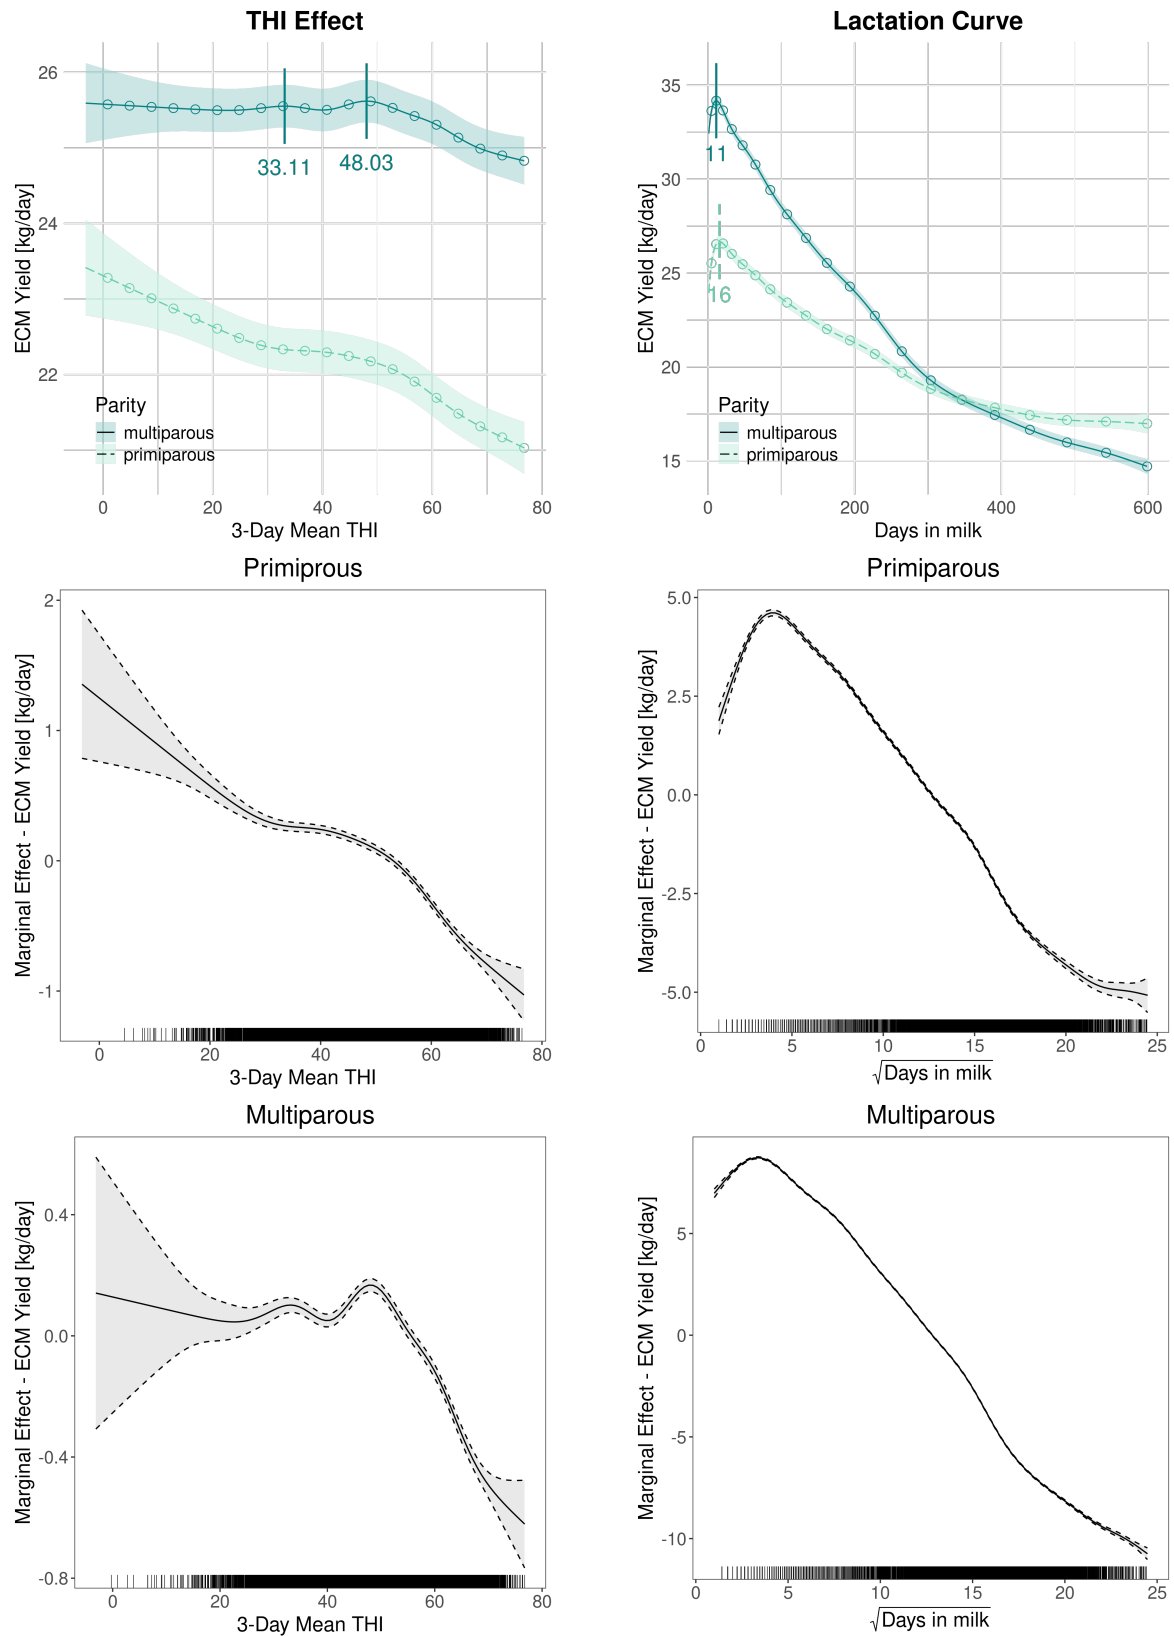 THI Effect
26
24
22
ECM Yield [kg/day]
33.11
48.03
Parity
multiparous
primiparous
0 20 40 60 80
3-Day Mean THI
Lactation Curve
35
30
25
20
15
ECM Yield [kg/day]
11
16
Parity
multiparous
primiparous
0 200 400 600
Days in milk
Primiprous
2
1
0
-1
Marginal Effect - ECM Yield [kg/day]
0 20 40 60 80
3-Day Mean THI
Primiparous
5.0
2.5
0.0
-2.5
-5.0
Marginal Effect - ECM Yield [kg/day]
0 5 10 15 20 25
√Days in milk
Multiparous
0.4
0.0
-0.4
-0.8
Marginal Effect - ECM Yield [kg/day]
0 20 40 60 80
3-Day Mean THI
Multiparous
5
0
-5
-10
Marginal Effect - ECM Yield [kg/day]
0 5 10 15 20 25
√Days in milk